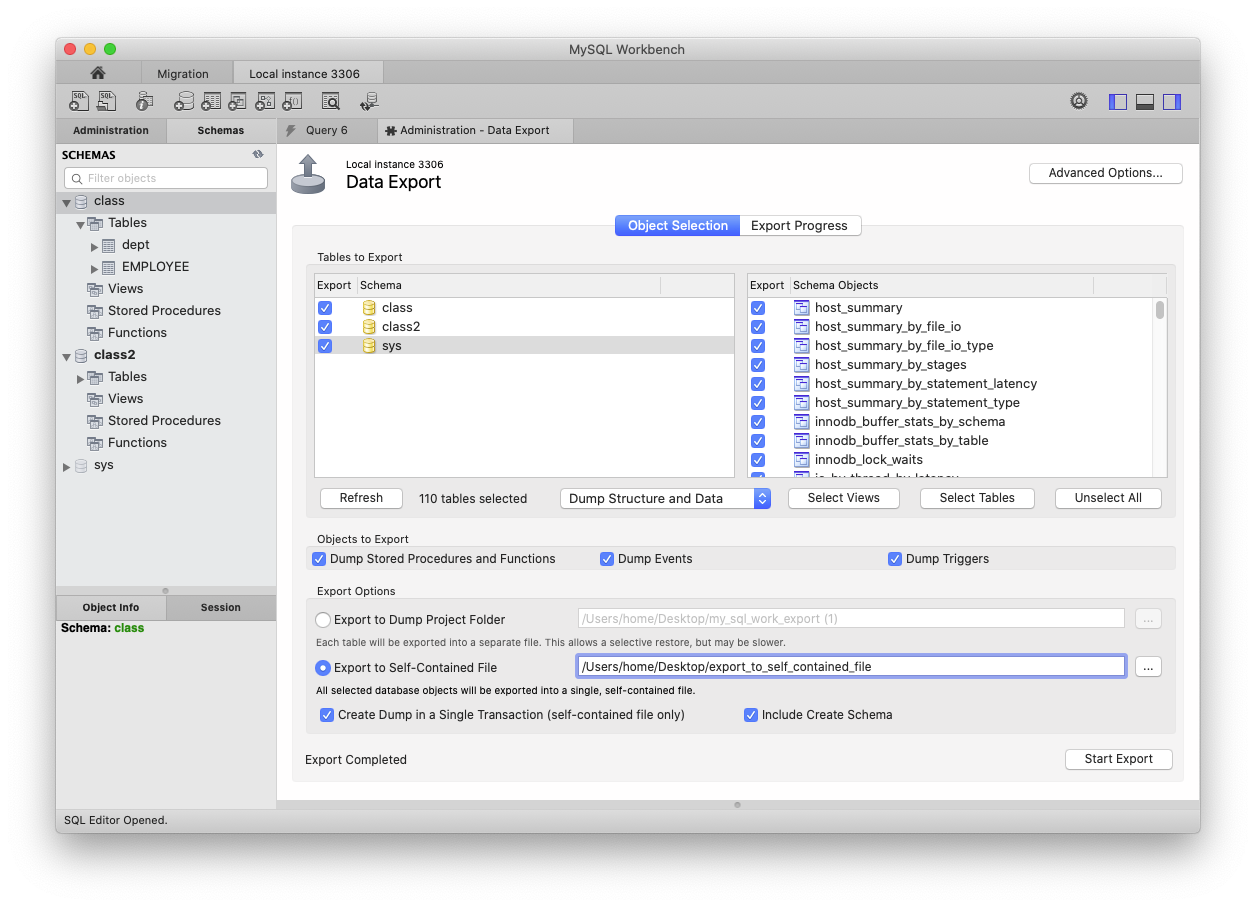 MySQL Workbench
Migration
Local instance 3306
Administration
Schemas
Query 6
Administration - Data Export
SCHEMAS
Filter objects
class
Tables
dept
EMPLOYEE
Views
Stored Procedures
Functions
class2
Tables
Views
Stored Procedures
Functions
sys
Object Info
Session
Schema: class
Local instance 3306
Data Export
Advanced Options...
Object Selection
Export Progress
Tables to Export
Export Schema
class
class2
sys
Export Schema Objects
host_summary
host_summary_by_file_io
host_summary_by_file_io_type
host_summary_by_stages
host_summary_by_statement_latency
host_summary_by_statement_type
innodb_buffer_stats_by_schema
innodb_buffer_stats_by_table
innodb_lock_waits
Refresh
110 tables selected
Dump Structure and Data
Select Views
Select Tables
Unselect All
Objects to Export
Dump Stored Procedures and Functions
Dump Events
Dump Triggers
Export Options
Export to Dump Project Folder
/Users/home/Desktop/my_sql_work_export (1)
...
Each table will be exported into a separate file. This allows a selective restore, but may be slower.
Export to Self-Contained File
/Users/home/Desktop/export_to_self_contained_file
...
All selected database objects will be exported into a single, self-contained file.
Create Dump in a Single Transaction (self-contained file only)
Include Create Schema
Export Completed
Start Export
SQL Editor Opened.